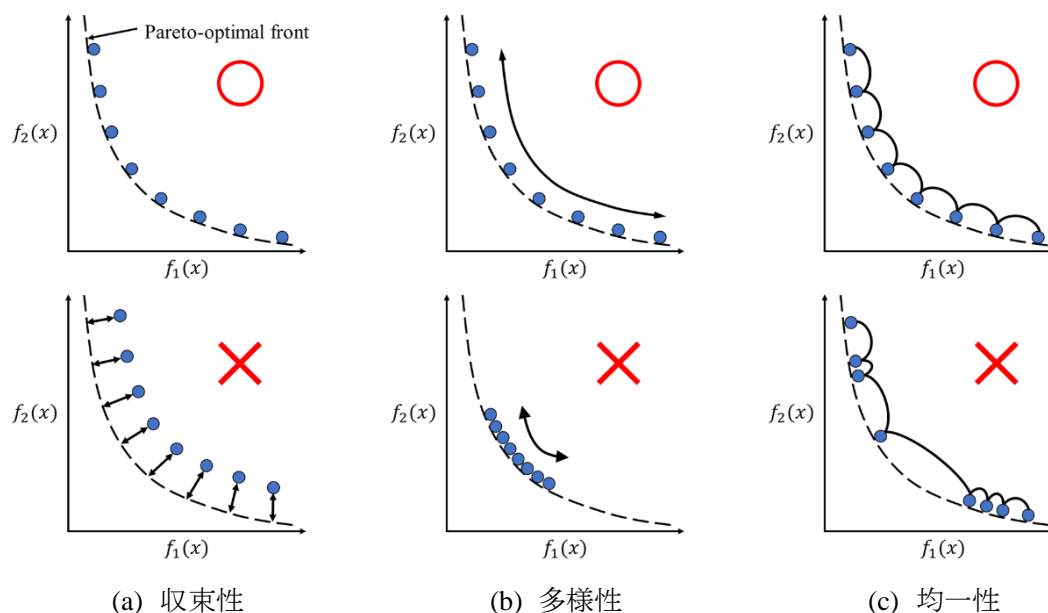 Pareto-optimal front
f₂(x)
f₁(x)
f₂(x)
f₁(x)
f₂(x)
f₁(x)
f₂(x)
f₁(x)
f₂(x)
f₁(x)
f₂(x)
f₁(x)
(a) 収束性
(b) 多様性
(c) 均一性